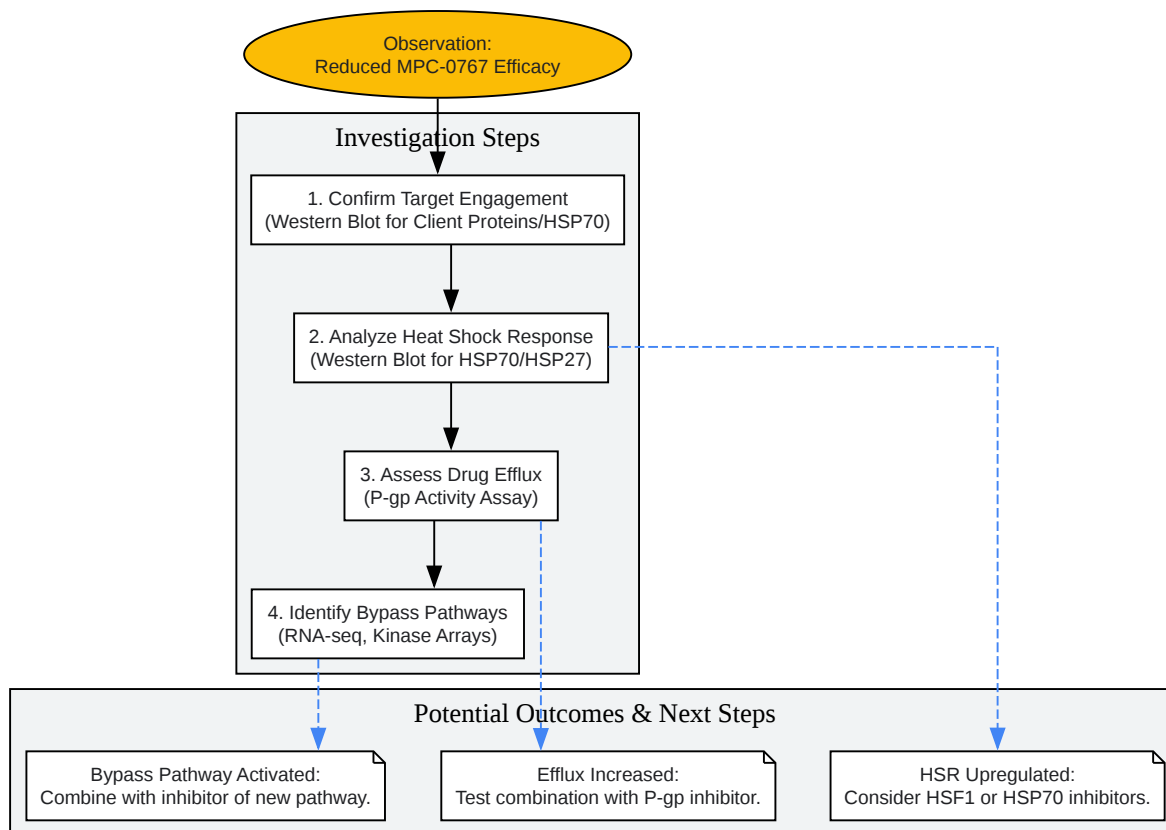 Observation:
Reduced MPC-0767 Efficacy
Investigation Steps
1. Confirm Target Engagement
(Western Blot for Client Proteins/HSP70)
2. Analyze Heat Shock Response
(Western Blot for HSP70/HSP27)
3. Assess Drug Efflux
(P-gp Activity Assay)
4. Identify Bypass Pathways
(RNA-seq, Kinase Arrays)
Potential Outcomes & Next Steps
Bypass Pathway Activated:
Combine with inhibitor of new pathway.
Efflux Increased:
Test combination with P-gp inhibitor.
HSR Upregulated:
Consider HSF1 or HSP70 inhibitors.